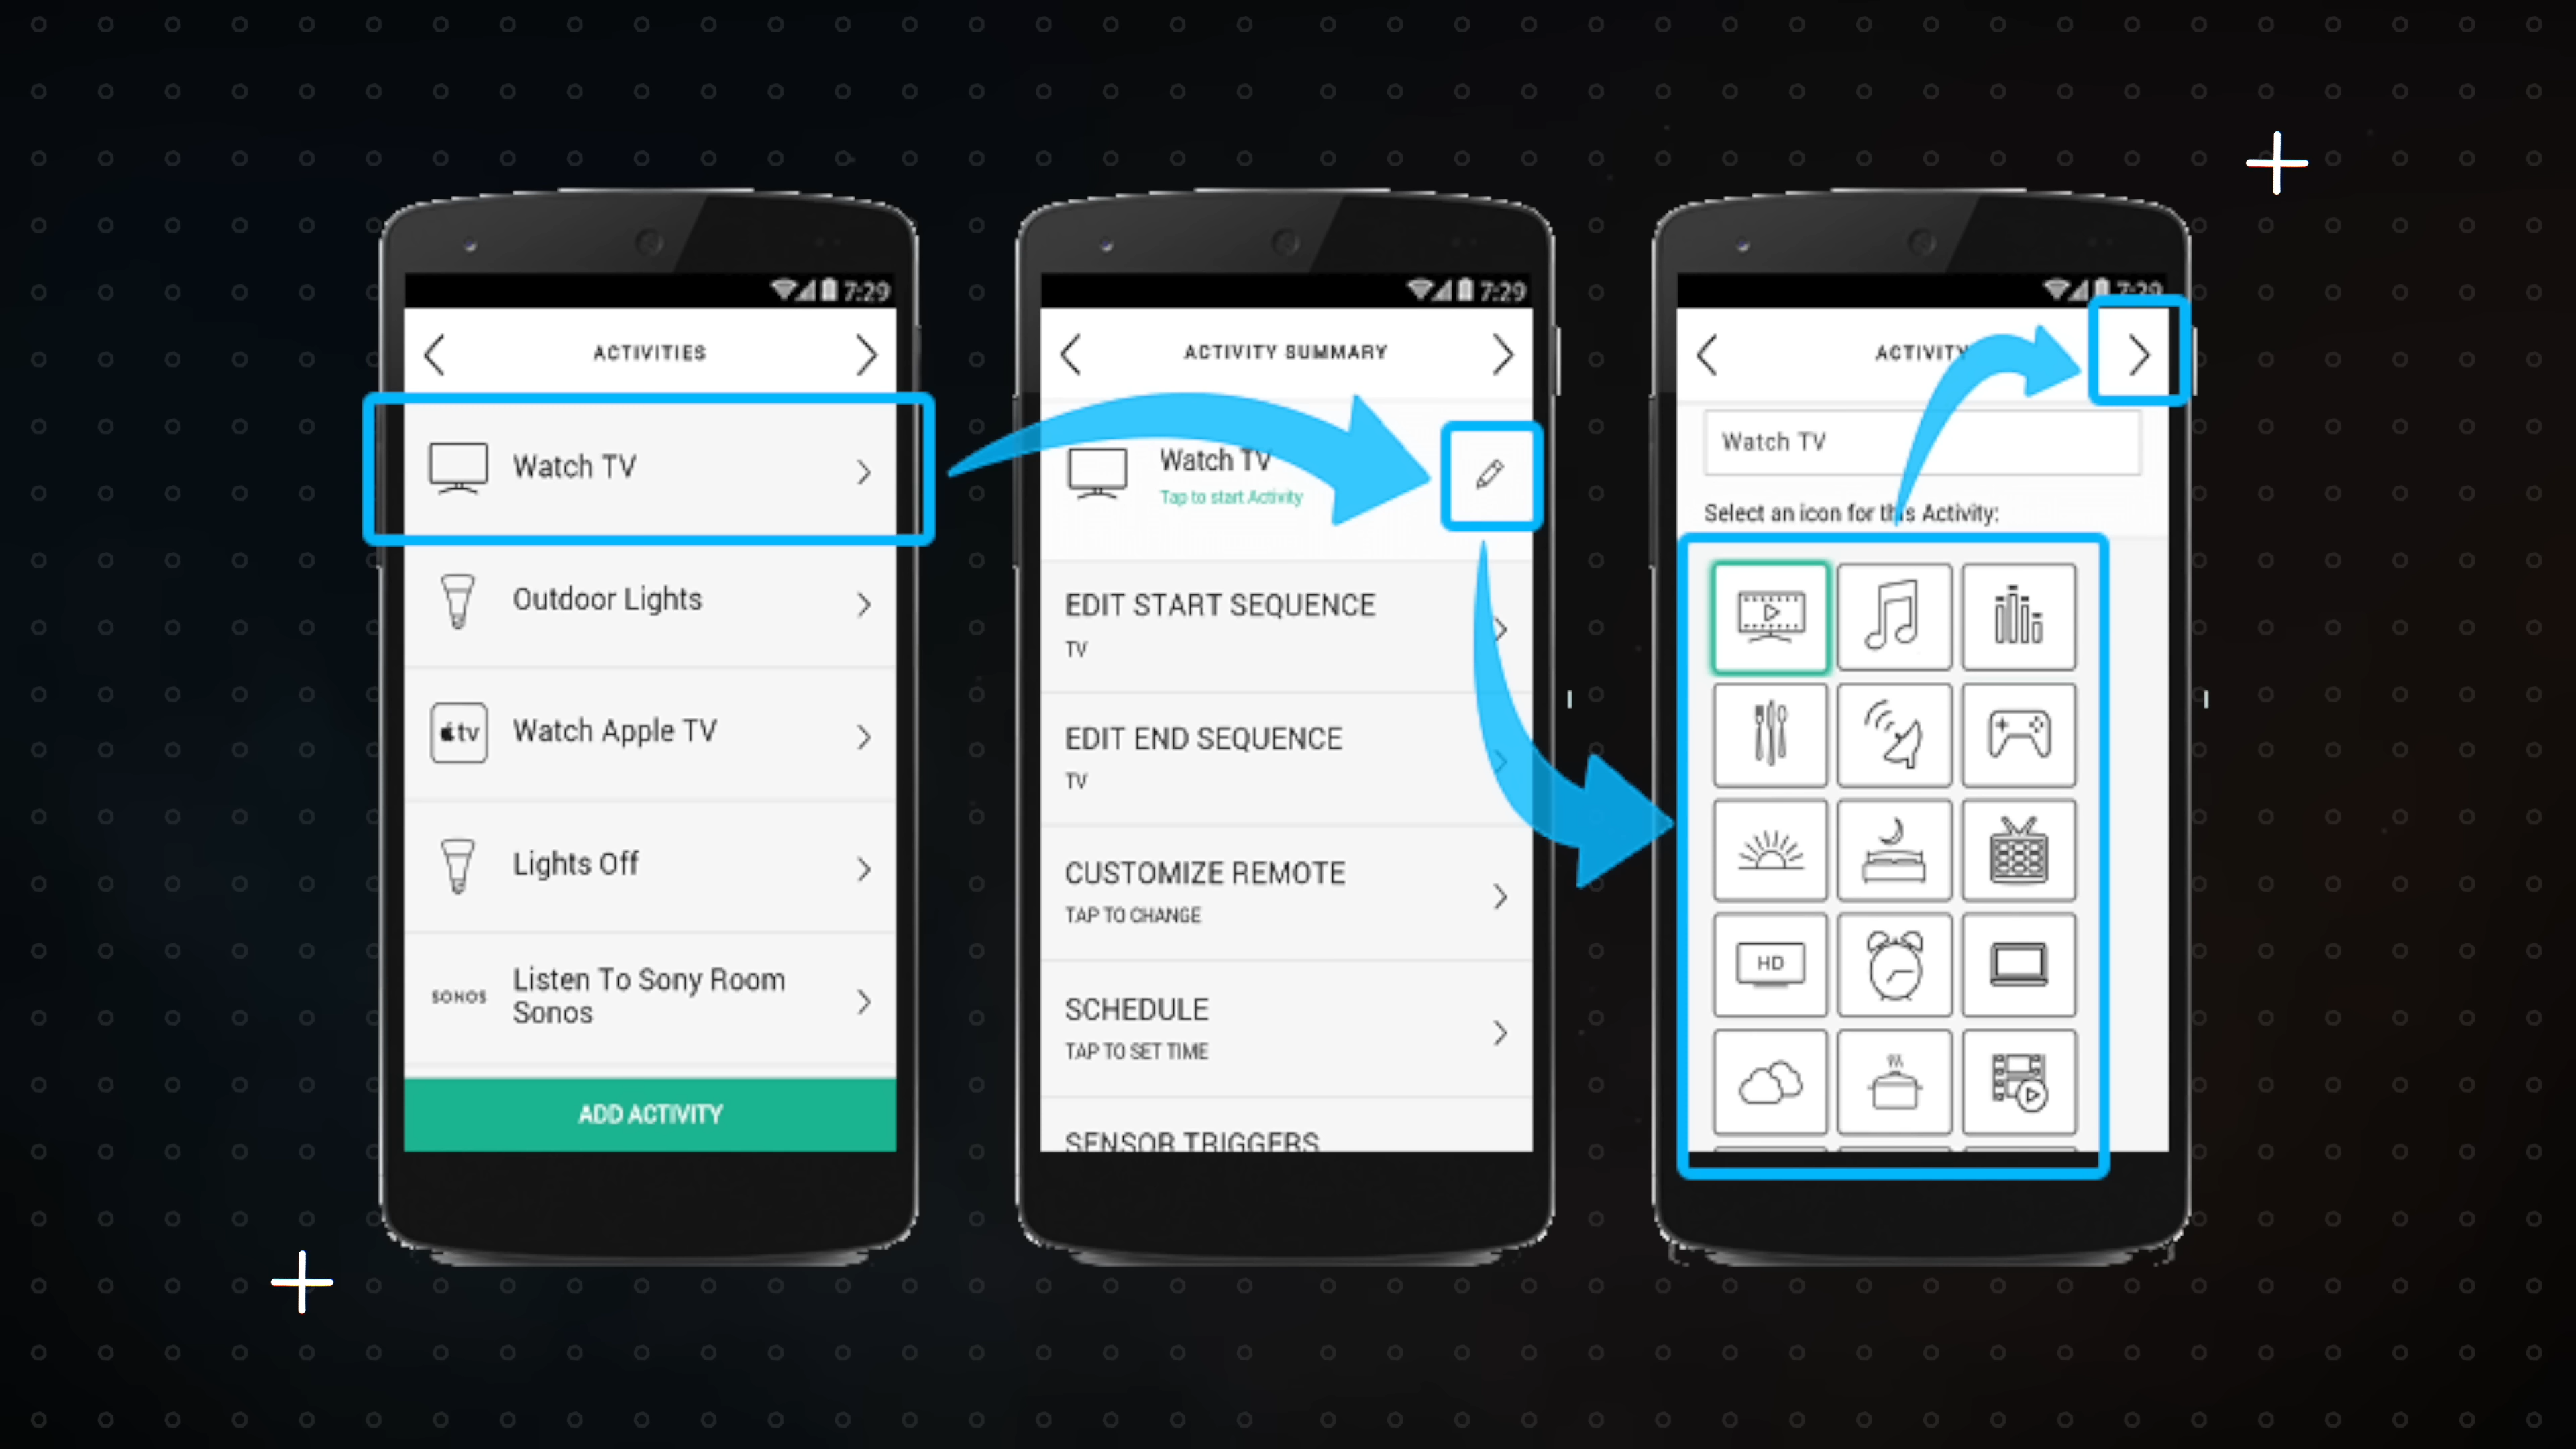 7:29
ACTIVITIES
Watch TV
Outdoor Lights
tv
Watch Apple TV
Lights Off
SONOS
Listen To Sony Room
Sonos
ADD ACTIVITY
7:29
ACTIVITY SUMMARY
Watch TV
Tap to start Activity
EDIT START SEQUENCE
TV
EDIT END SEQUENCE
TV
CUSTOMIZE REMOTE
TAP TO CHANGE
SCHEDULE
TAP TO SET TIME
SENSOR TRIGGERS
7:29
ACTIVITY
Watch TV
Select an icon for this Activity:
HD